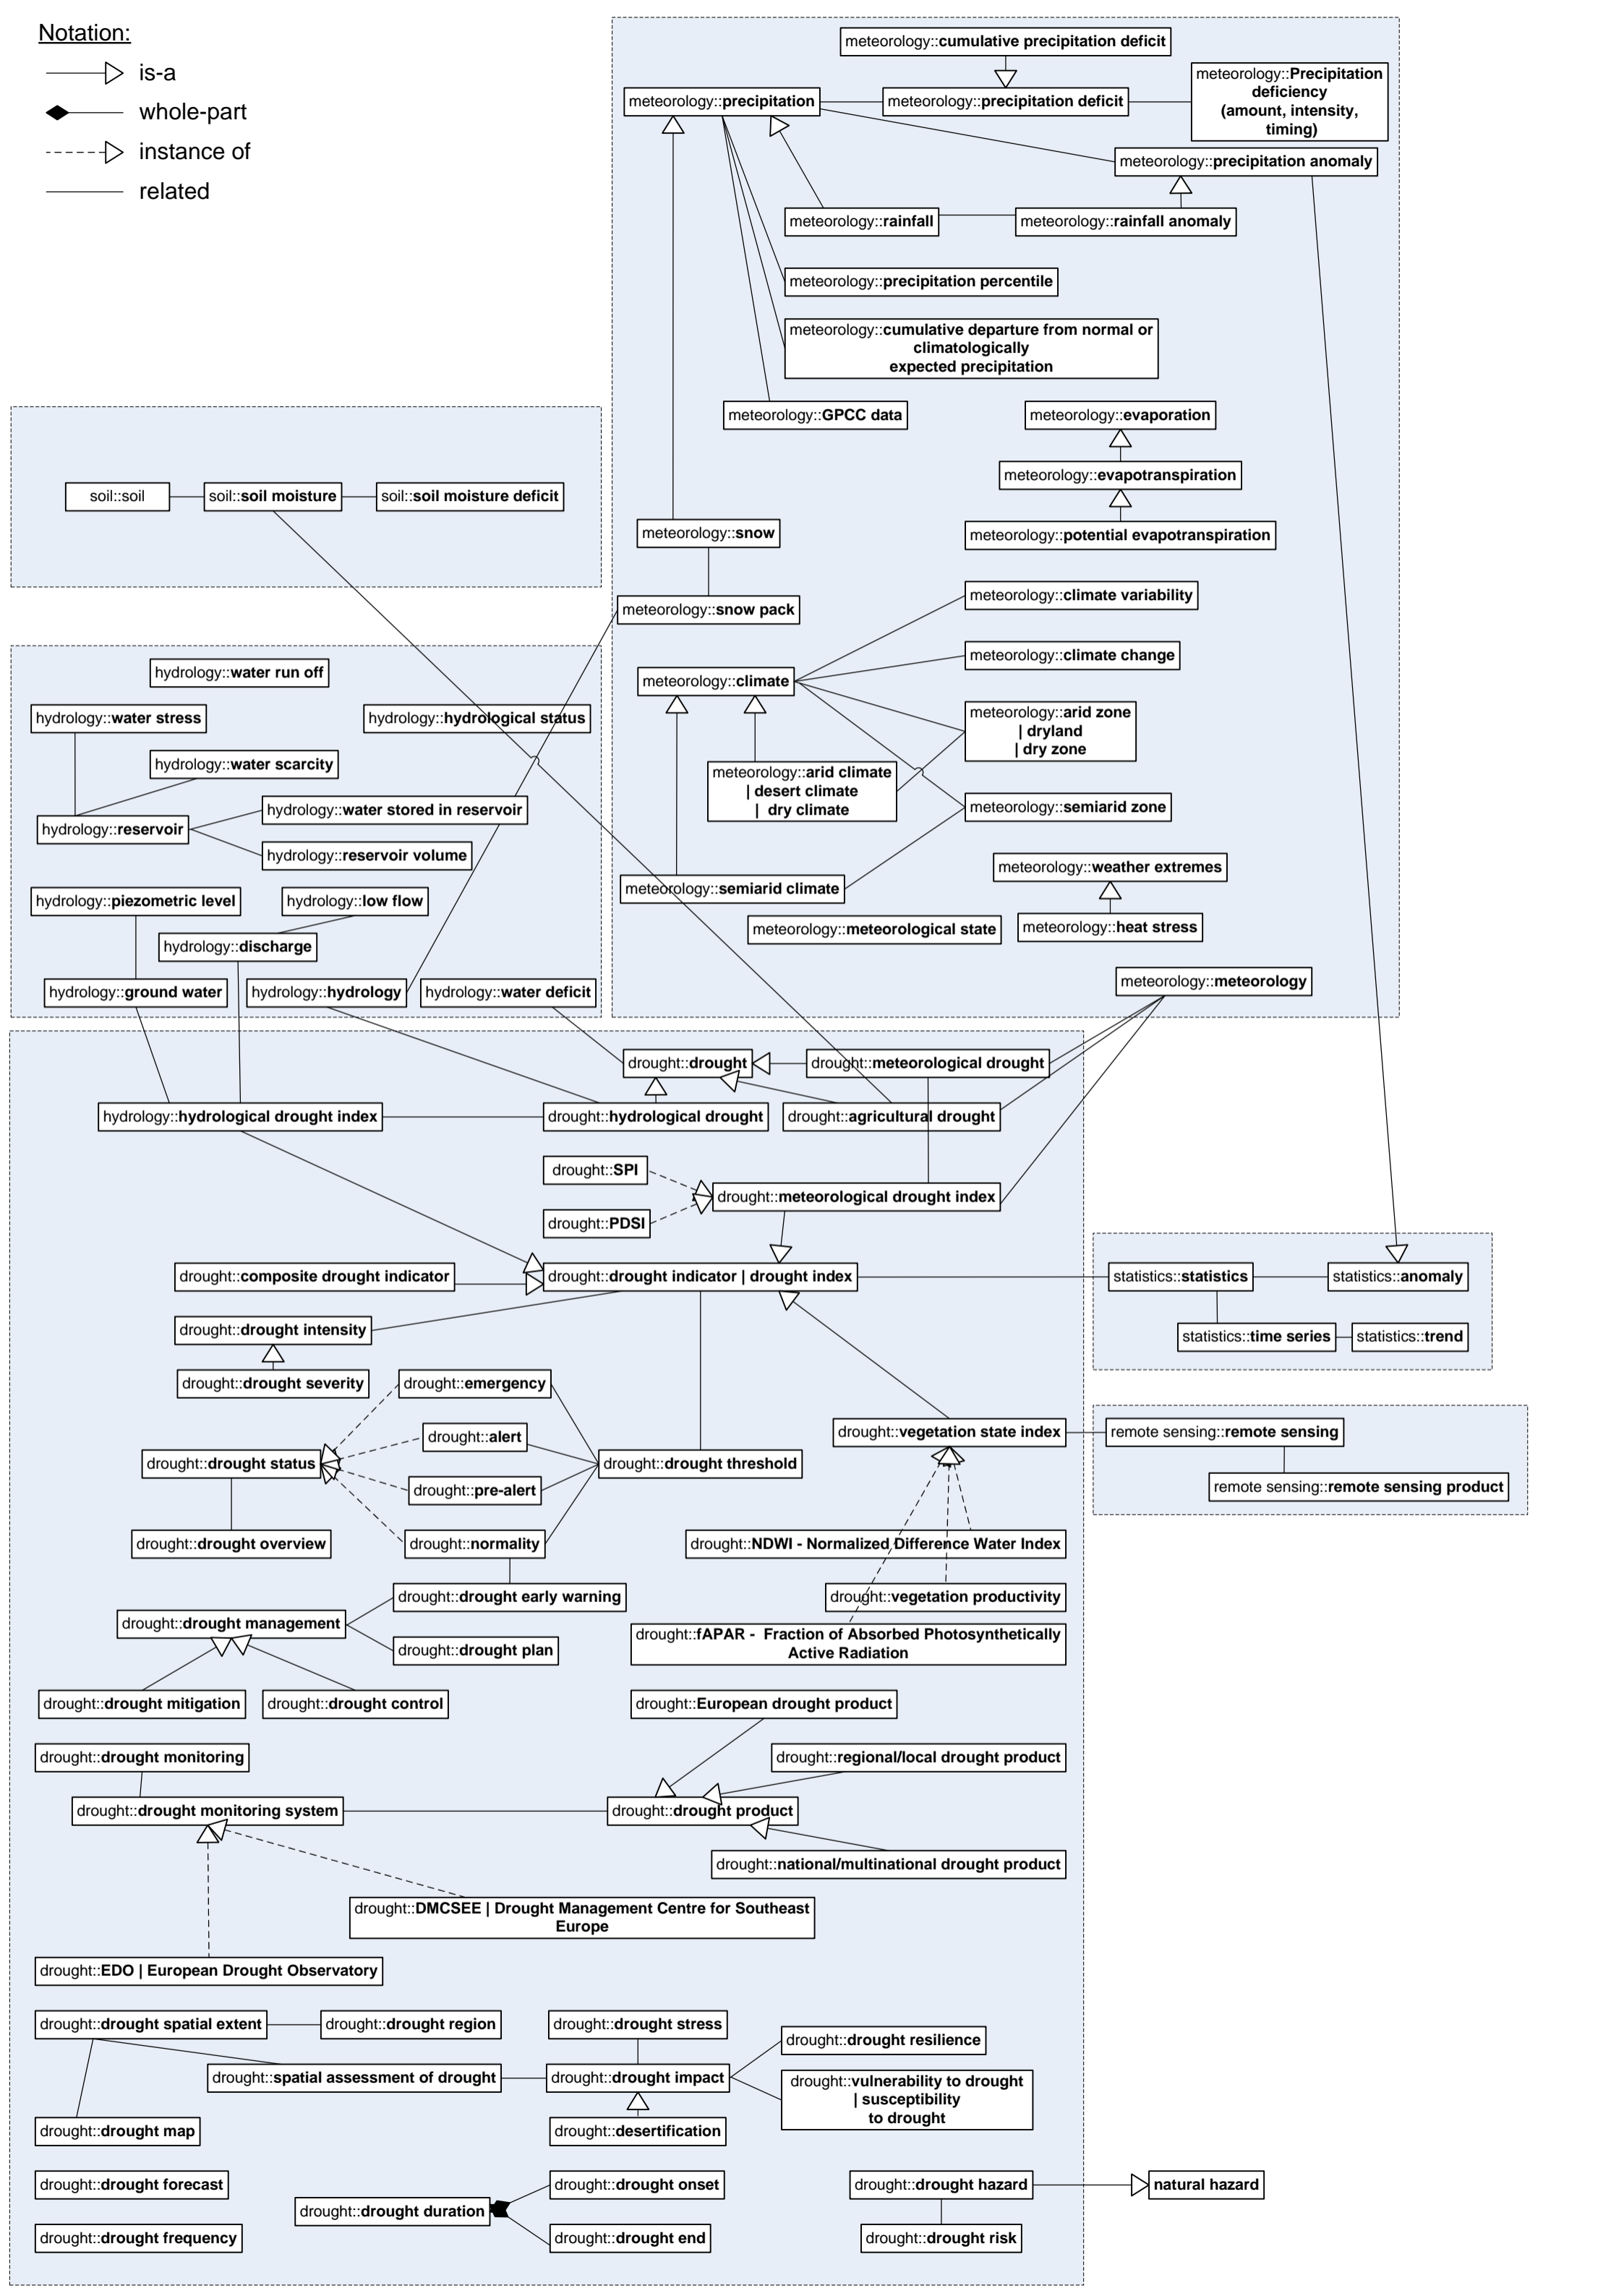 Notation:
is-a
whole-part
instance of
related
meteorology::cumulative precipitation deficit
meteorology::precipitation
meteorology::precipitation deficit
meteorology::Precipitation
deficiency
(amount, intensity,
timing)
meteorology::precipitation anomaly
meteorology::rainfall
meteorology::rainfall anomaly
meteorology::precipitation percentile
meteorology::cumulative departure from normal or
climatologically
expected precipitation
meteorology::GPCC data
meteorology::evaporation
meteorology::evapotranspiration
meteorology::potential evapotranspiration
meteorology::snow
meteorology::snow pack
meteorology::climate variability
meteorology::climate change
meteorology::climate
meteorology::arid zone
| dryland
| dry zone
meteorology::arid climate
| desert climate
| dry climate
meteorology::semiarid zone
meteorology::weather extremes
meteorology::semiarid climate
meteorology::meteorological state
meteorology::heat stress
meteorology::meteorology
soil::soil
soil::soil moisture
soil::soil moisture deficit
hydrology::water run off
hydrology::water stress
hydrology::hydrological status
hydrology::water scarcity
hydrology::water stored in reservoir
hydrology::reservoir
hydrology::reservoir volume
hydrology::piezometric level
hydrology::low flow
hydrology::discharge
hydrology::ground water
hydrology::hydrology
hydrology::water deficit
drought::drought
drought::meteorological drought
hydrology::hydrological drought index
drought::hydrological drought
drought::agricultural drought
drought::SPI
drought::meteorological drought index
drought::PDSI
drought::composite drought indicator
drought::drought indicator | drought index
statistics::statistics
statistics::anomaly
statistics::time series
statistics::trend
drought::drought intensity
drought::drought severity
drought::emergency
drought::alert
drought::vegetation state index
remote sensing::remote sensing
remote sensing::remote sensing product
drought::drought status
drought::drought threshold
drought::pre-alert
drought::drought overview
drought::normality
drought::NDWI - Normalized Difference Water Index
drought::drought early warning
drought::vegetation productivity
drought::drought management
drought::fAPAR -  Fraction of Absorbed Photosynthetically
Active Radiation
drought::drought plan
drought::drought mitigation
drought::drought control
drought::European drought product
drought::drought monitoring
drought::regional/local drought product
drought::drought monitoring system
drought::drought product
drought::national/multinational drought product
drought::DMCSEE | Drought Management Centre for Southeast
Europe
drought::EDO | European Drought Observatory
drought::drought spatial extent
drought::drought region
drought::drought stress
drought::drought resilience
drought::spatial assessment of drought
drought::drought impact
drought::vulnerability to drought
| susceptibility
to drought
drought::drought map
drought::desertification
drought::drought forecast
drought::drought onset
drought::drought hazard
natural hazard
drought::drought duration
drought::drought frequency
drought::drought end
drought::drought risk